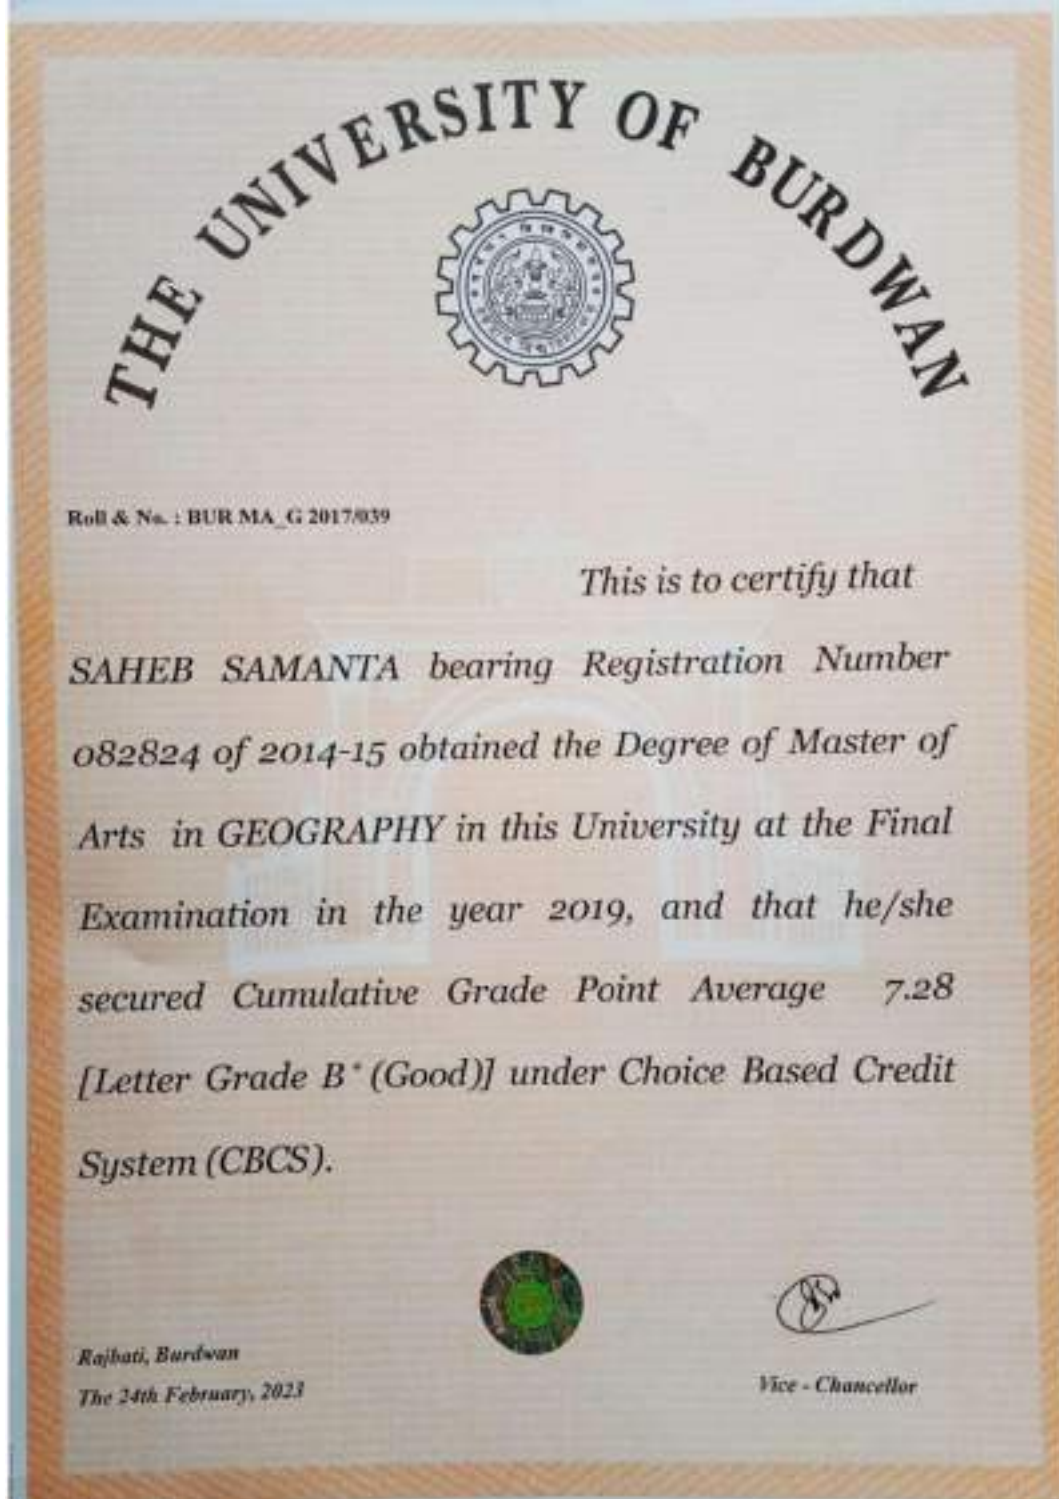 THE UNIVERSITY OF BURDWAN
Roll & No. : BUR MA_G 2017/039
This is to certify that
SAHEB SAMANTA bearing Registration Number
082824 of 2014-15 obtained the Degree of Master of
Arts in GEOGRAPHY in this University at the Final
Examination in the year 2019, and that he/she
secured Cumulative Grade Point Average 7.28
[Letter Grade B⁺ (Good)] under Choice Based Credit
System (CBCS).
Rajbati, Burdwan
The 24th February, 2023
Vice - Chancellor